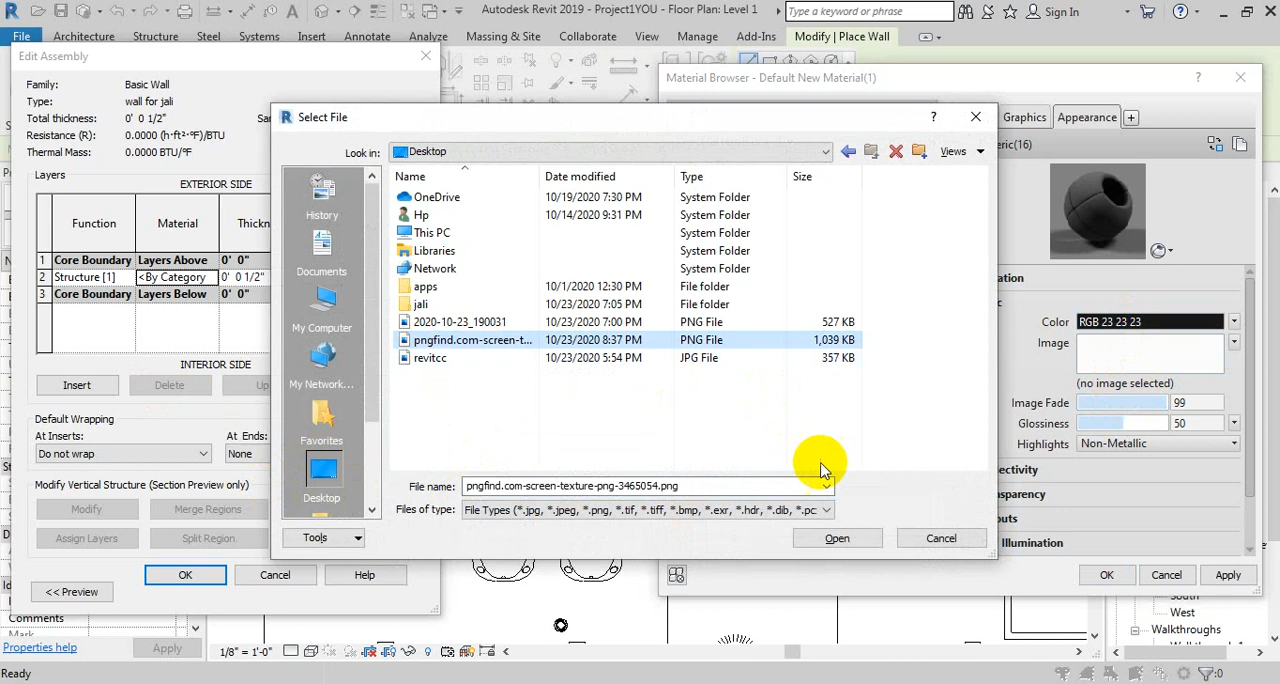 Autodesk Revit 2019 - Project1YOU - Floor Plan: Level 1
Type a keyword or phrase
Sign In
File Architecture Structure Steel Systems Insert Annotate Analyze Massing & Site Collaborate View Manage Add-Ins Modify | Place Wall
Edit Assembly
Family: Basic Wall
Type: wall for jali
Total thickness: 0' 0 1/2"
Resistance (R): 0.0000 (h·ft²·°F)/BTU
Thermal Mass: 0.0000 BTU/°F
Layers
EXTERIOR SIDE
Function Material
1 Core Boundary Layers Above 0' 0"
2 Structure [1] <By Category 0' 0 1/2"
3 Core Boundary Layers Below 0' 0"
INTERIOR SIDE
Insert Delete Up
Default Wrapping
At Inserts: At Ends:
Do not wrap None
Modify Vertical Structure (Section Preview only)
Modify Merge Regions
Assign Layers Split Region
OK Cancel Help
<< Preview
Comments
Mark
Properties help Apply
Ready
1/8" = 1'-0"
Select File
Look in: Desktop Views
Name Date modified Type Size
OneDrive 10/19/2020 7:30 PM System Folder
Hp 10/14/2020 9:31 PM System Folder
This PC System Folder
Libraries System Folder
Network System Folder
apps 10/1/2020 12:30 PM File folder
jali 10/23/2020 7:05 PM File folder
2020-10-23_190031 10/23/2020 7:00 PM PNG File 527 KB
pngfind.com-screen-t... 10/23/2020 8:37 PM PNG File 1,039 KB
revitcc 10/23/2020 5:54 PM JPG File 357 KB
History
Documents
My Computer
My Network...
Favorites
Desktop
File name: pngfind.com-screen-texture-png-3465054.png
Files of type: File Types (*.jpg, *.jpeg, *.png, *.tif, *.tiff, *.bmp, *.exr, *.hdr, *.dib, *.pc
Tools Open Cancel
Material Browser - Default New Material(1)
Graphics Appearance
eric(16)
ation
Color RGB 23 23 23
Image
(no image selected)
Image Fade 99
Glossiness 50
Highlights Non-Metallic
ectivity
sparency
outs
Illumination
OK Cancel Apply
South
West
Walkthroughs
:0